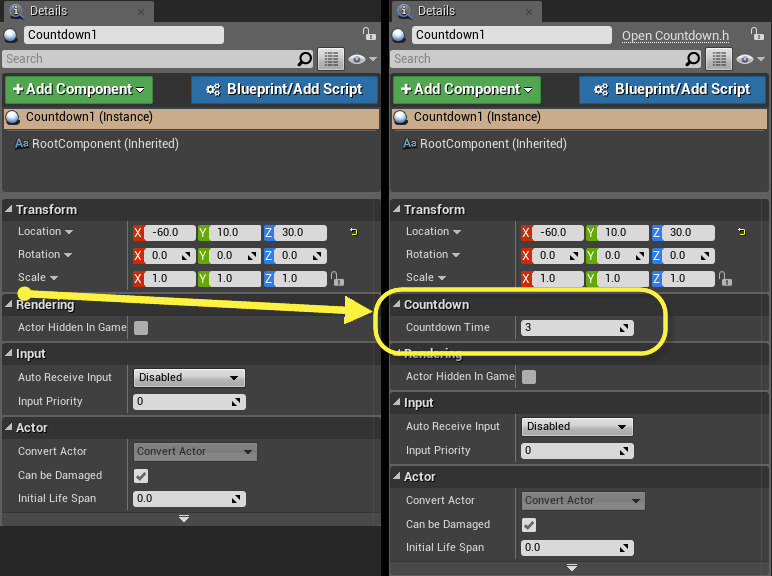 Details
Countdown1
Search
+Add Component
Blueprint/Add Script
Countdown1 (Instance)
RootComponent (Inherited)
Transform
Location X -60.0 Y 10.0 Z 30.0
Rotation X 0.0 Y 0.0 Z 0.0
Scale X 1.0 Y 1.0 Z 1.0
Rendering
Actor Hidden In Game
Input
Auto Receive Input Disabled
Input Priority 0
Actor
Convert Actor Convert Actor
Can be Damaged
Initial Life Span 0.0
Details
Countdown1 Open Countdown.h
Search
+Add Component
Blueprint/Add Script
Countdown1 (Instance)
RootComponent (Inherited)
Transform
Location X -60.0 Y 10.0 Z 30.0
Rotation X 0.0 Y 0.0 Z 0.0
Scale X 1.0 Y 1.0 Z 1.0
Countdown
Countdown Time 3
Rendering
Actor Hidden In Game
Input
Auto Receive Input Disabled
Input Priority 0
Actor
Convert Actor Convert Actor
Can be Damaged
Initial Life Span 0.0